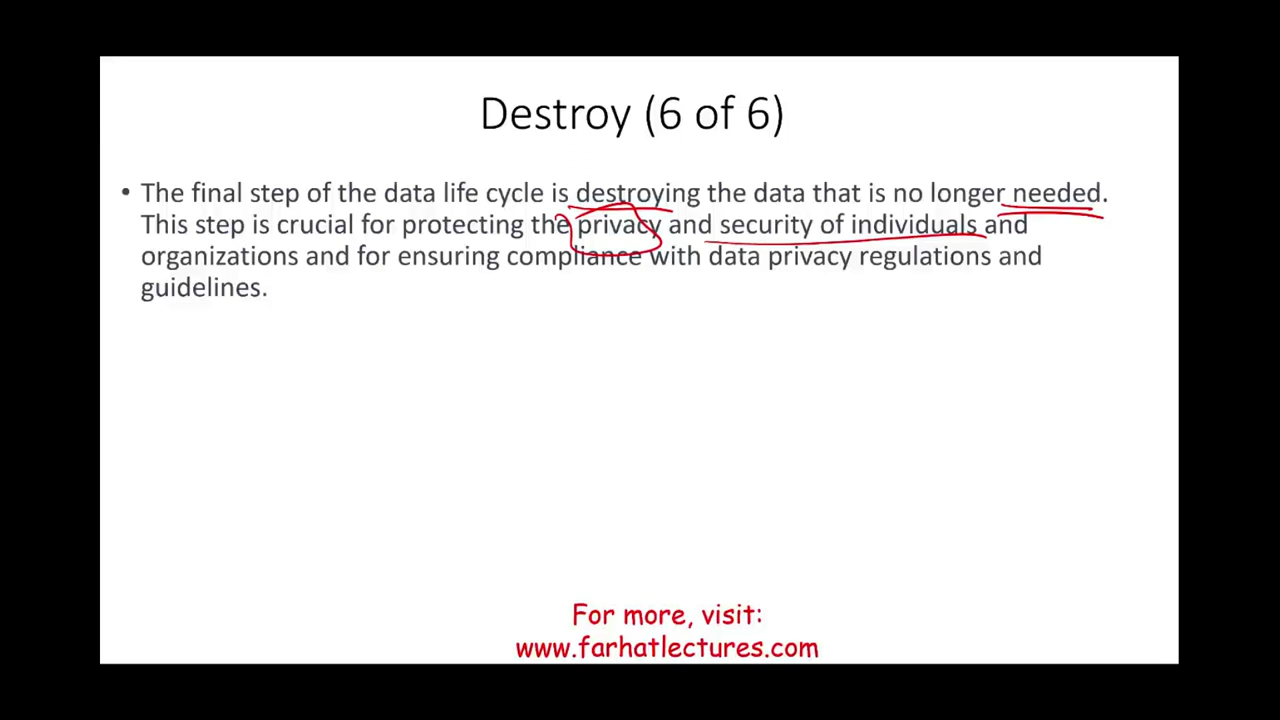 Destroy (6 of 6)
• The final step of the data life cycle is destroying the data that is no longer needed.
This step is crucial for protecting the privacy and security of individuals and
organizations and for ensuring compliance with data privacy regulations and
guidelines.
For more, visit:
www.farhatlectures.com